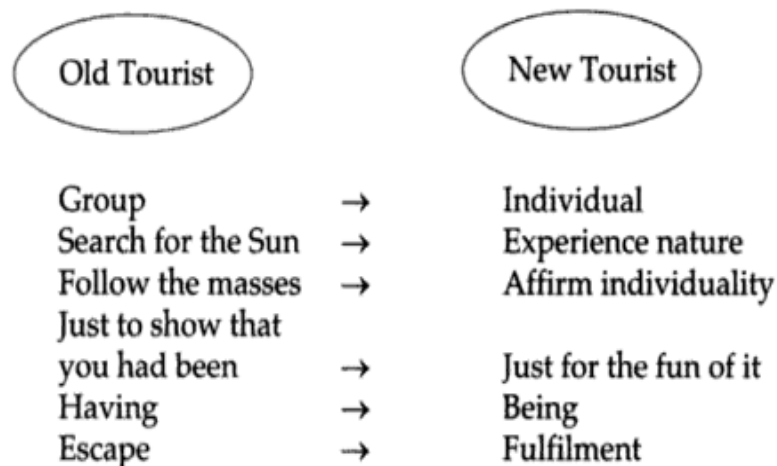 Old Tourist New Tourist
Group → Individual
Search for the Sun → Experience nature
Follow the masses → Affirm individuality
Just to show that
you had been → Just for the fun of it
Having → Being
Escape → Fulfilment